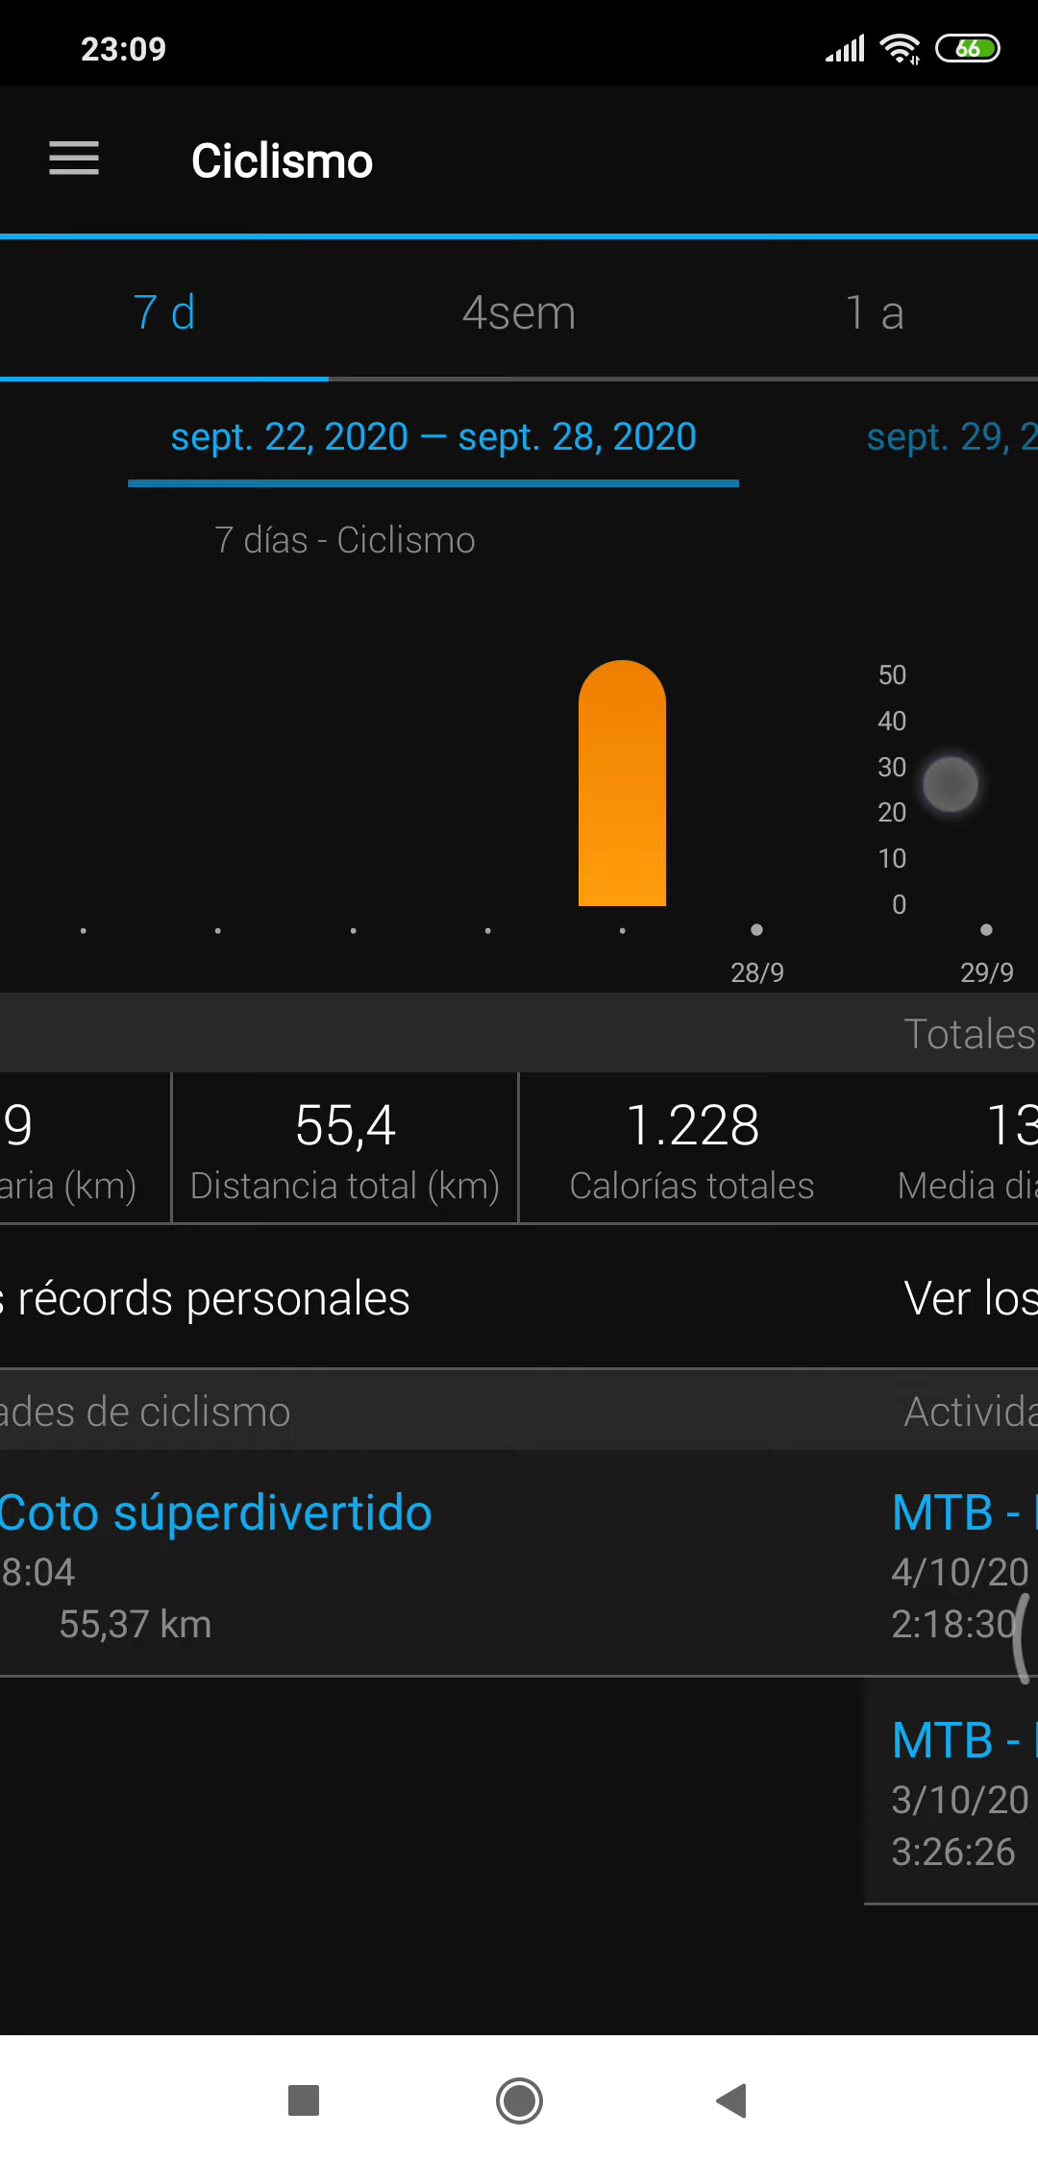 23:09
66
Ciclismo
7 d
4sem
1 a
sept. 22, 2020 — sept. 28, 2020
sept. 29, 2
7 días - Ciclismo
50
40
30
20
10
0
28/9
29/9
Totales
9
55,4
1.228
13
aria (km)
Distancia total (km)
Calorías totales
Media dia
s récords personales
Ver los
ades de ciclismo
Activida
Coto súperdivertido
8:04
55,37 km
MTB -
4/10/20
2:18:30
MTB -
3/10/20
3:26:26